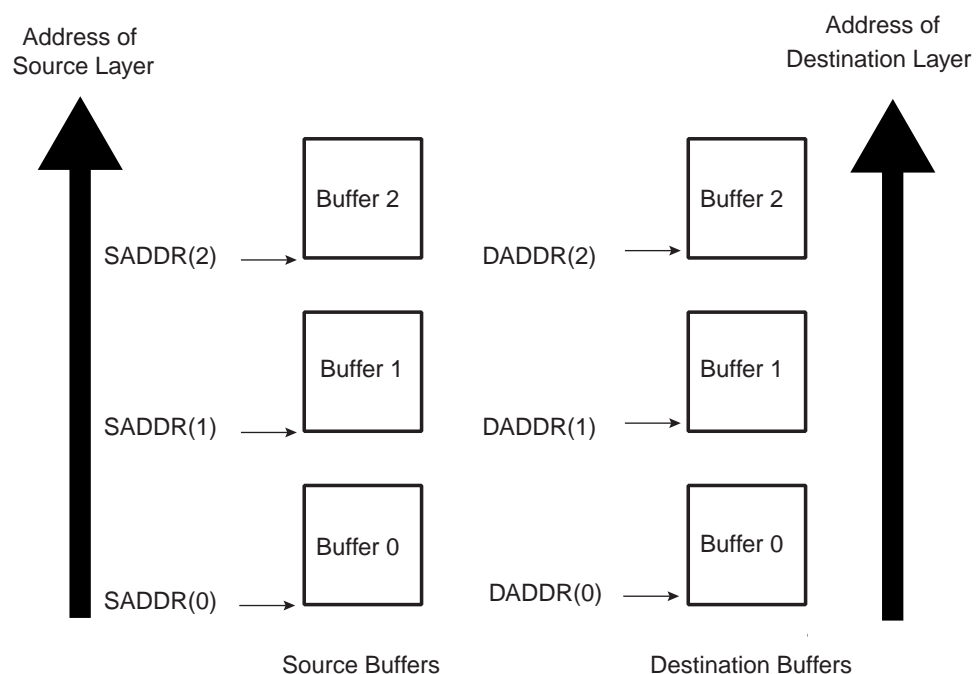 Address of
Source Layer
Address of
Destination Layer
Buffer 2
Buffer 2
SADDR(2)
DADDR(2)
Buffer 1
Buffer 1
SADDR(1)
DADDR(1)
Buffer 0
Buffer 0
SADDR(0)
DADDR(0)
Source Buffers
Destination Buffers